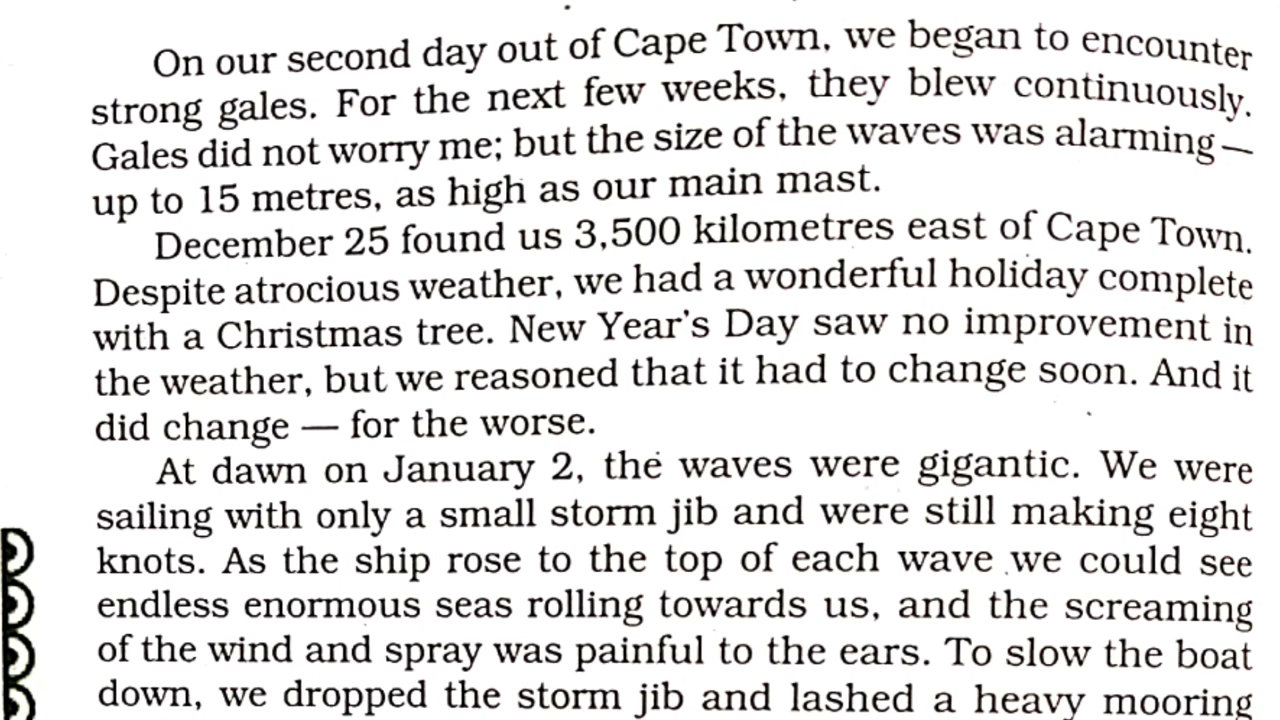 On our second day out of Cape Town, we began to encounter
strong gales. For the next few weeks, they blew continuously.
Gales did not worry me; but the size of the waves was alarming —
up to 15 metres, as high as our main mast.
December 25 found us 3,500 kilometres east of Cape Town.
Despite atrocious weather, we had a wonderful holiday complete
with a Christmas tree. New Year's Day saw no improvement in
the weather, but we reasoned that it had to change soon. And it
did change — for the worse.
At dawn on January 2, the waves were gigantic. We were
sailing with only a small storm jib and were still making eight
knots. As the ship rose to the top of each wave we could see
endless enormous seas rolling towards us, and the screaming
of the wind and spray was painful to the ears. To slow the boat
down, we dropped the storm jib and lashed a heavy mooring